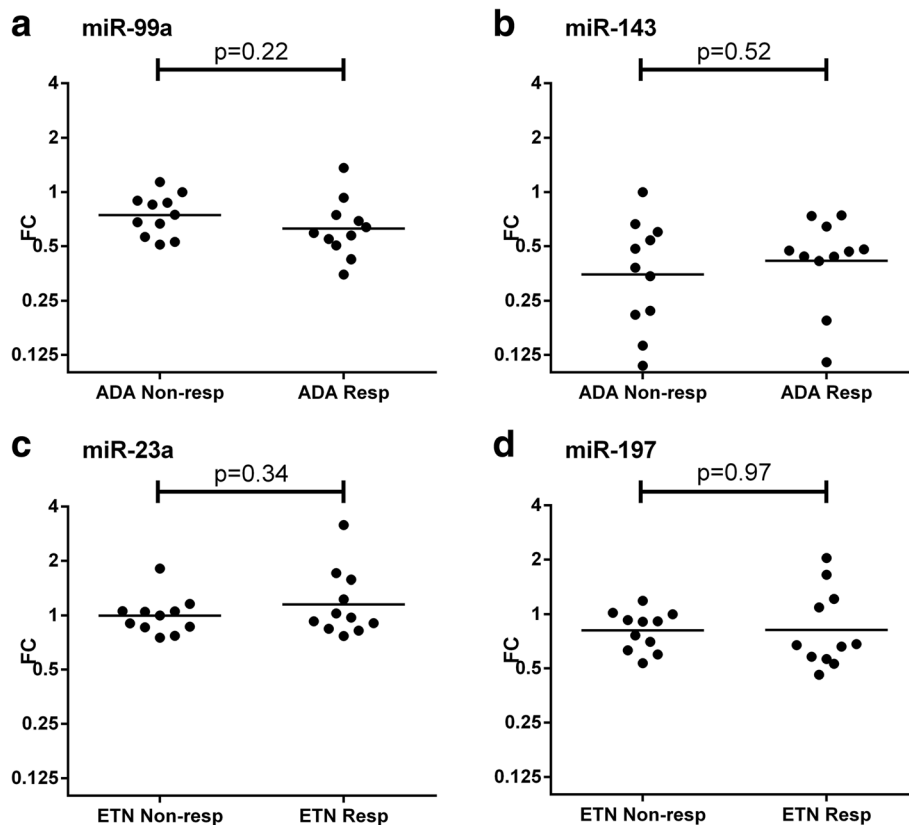 a miR-99a
p=0.22
4
2
1
0.5
0.25
0.125
FC
ADA Non-resp ADA Resp
b miR-143
p=0.52
4
2
1
0.5
0.25
0.125
FC
ADA Non-resp ADA Resp
c miR-23a
p=0.34
4
2
1
0.5
0.25
0.125
FC
ETN Non-resp ETN Resp
d miR-197
p=0.97
4
2
1
0.5
0.25
0.125
FC
ETN Non-resp ETN Resp